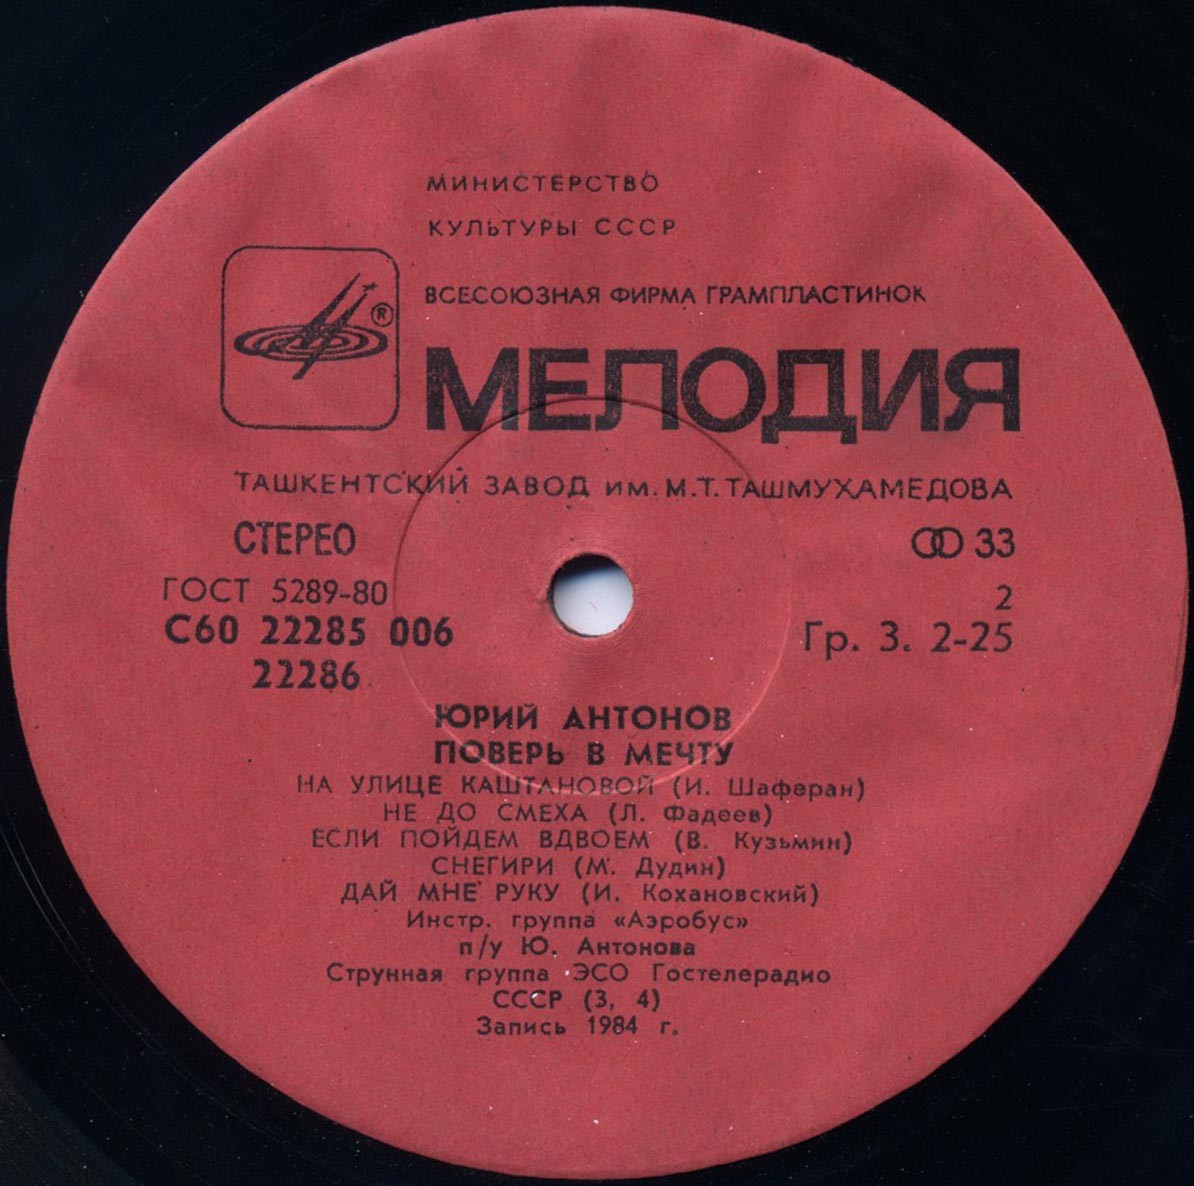 МИНИСТЕРСТВО
КУЛЬТУРЫ СССР
ВСЕСОЮЗНАЯ ФИРМА ГРАМПЛАСТИНОК
®
МЕЛОДИЯ
ТАШКЕНТСКИЙ ЗАВОД им. М.Т. ТАШМУХАМЕДОВА
СТЕРЕО 33
ГОСТ 5289-80 2
С60 22285 006 Гр. 3. 2-25
22286
ЮРИЙ АНТОНОВ
ПОВЕРЬ В МЕЧТУ
НА УЛИЦЕ КАШТАНОВОЙ (И. Шаферан)
НЕ ДО СМЕХА (Л. Фадеев)
ЕСЛИ ПОЙДЕМ ВДВОЕМ (В. Кузьмин)
СНЕГИРИ (М. Дудин)
ДАЙ МНЕ РУКУ (И. Кохановский)
Инстр. группа «Аэробус»
п/у Ю. Антонова
Струнная группа ЭСО Гостелерадио
СССР (3, 4)
Запись 1984 г.